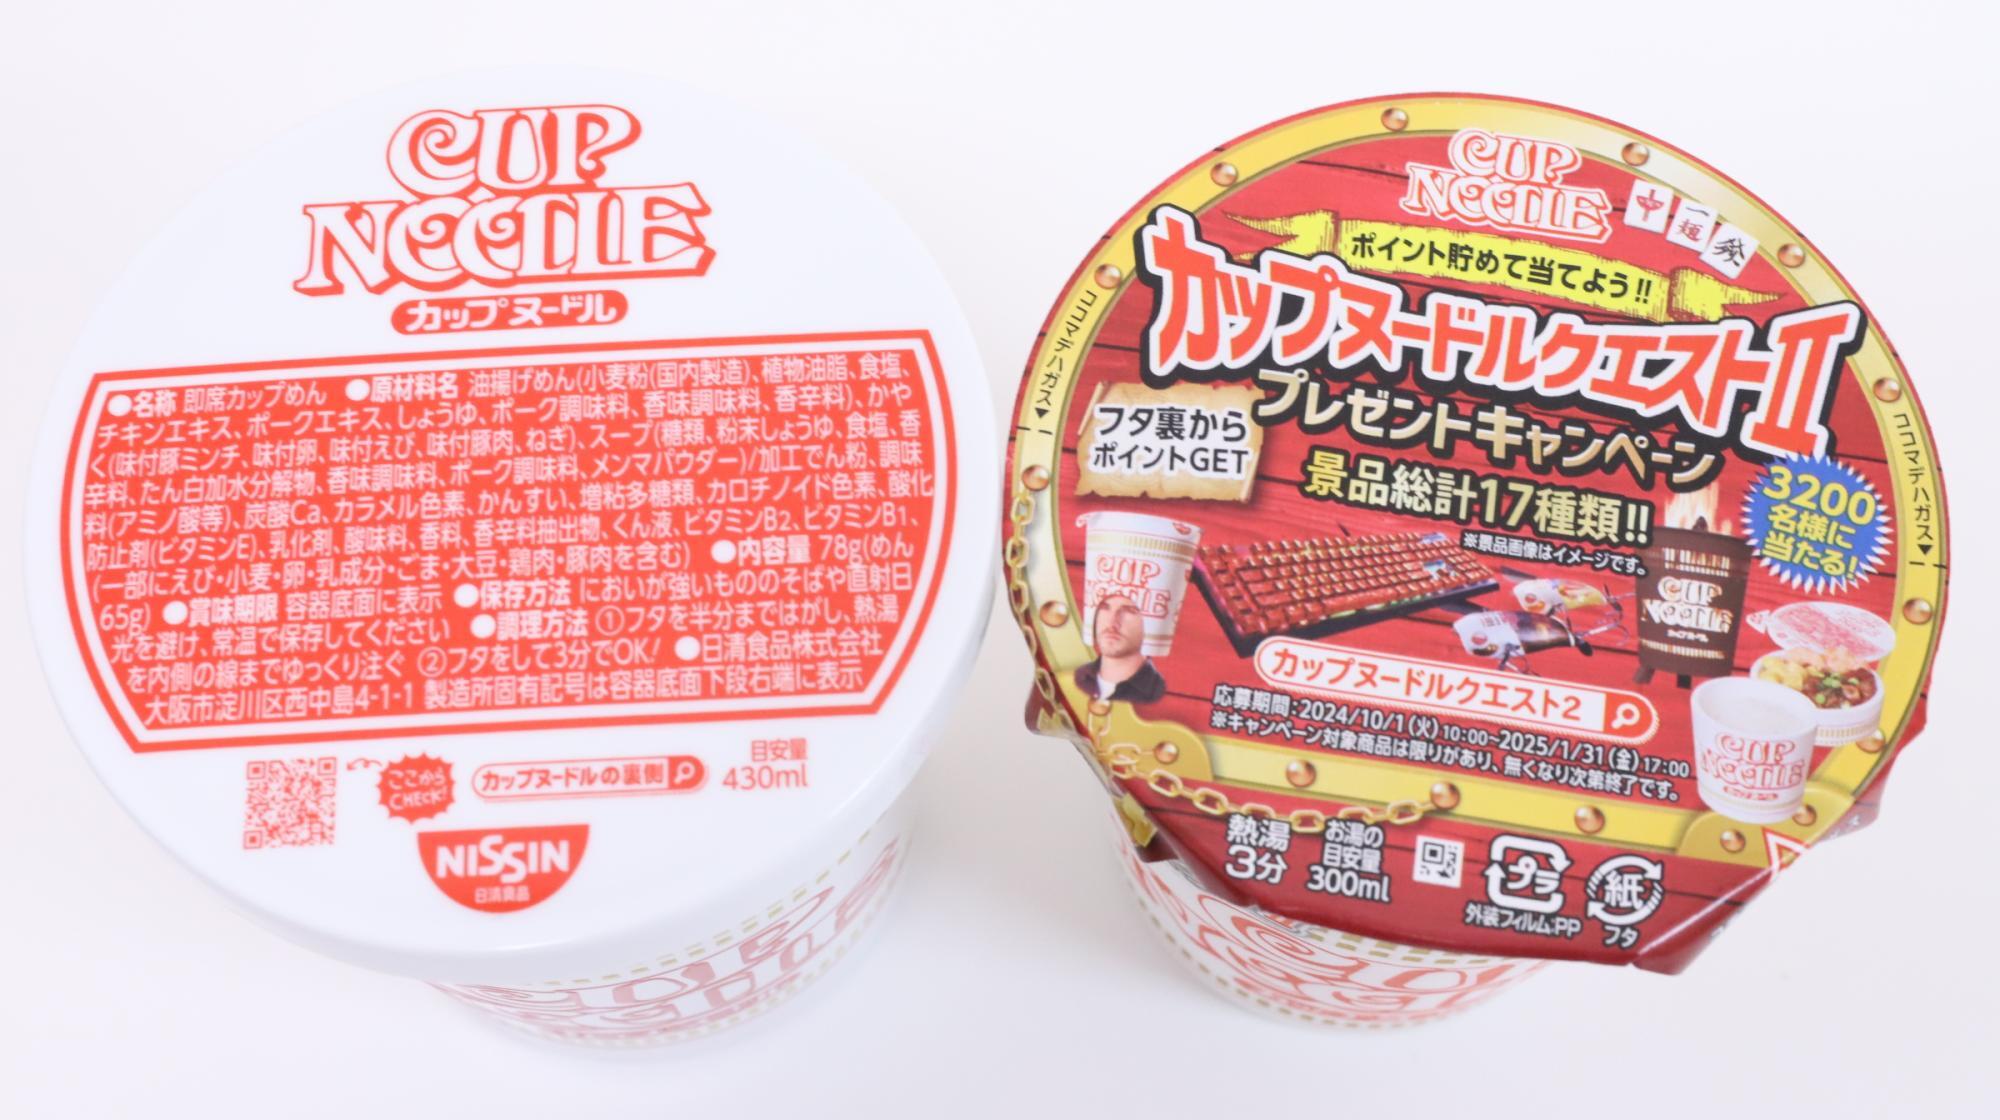 CUP
NOODLE
カップヌードル
●名称 即席カップめん ●原材料名 油揚げめん(小麦粉(国内製造)、植物油脂、食塩、
チキンエキス、ポークエキス、しょうゆ、ポーク調味料、香味調味料、香辛料)、かや
く(味付豚ミンチ、味付卵、味付えび、味付豚肉、ねぎ)、スープ(糖類、粉末しょうゆ、食塩、香
辛料、たん白加水分解物、香味調味料、ポーク調味料、メンマパウダー)/加工でん粉、調味
料(アミノ酸等)、炭酸Ca、カラメル色素、かんすい、増粘多糖類、カロチノイド色素、酸化
防止剤(ビタミンE)、乳化剤、酸味料、香料、香辛料抽出物、くん液、ビタミンB2、ビタミンB1、
(一部にえび・小麦・卵・乳成分・ごま・大豆・鶏肉・豚肉を含む) ●内容量 78g(めん
65g) ●賞味期限 容器底面に表示 ●保存方法 においが強いもののそばや直射日
光を避け、常温で保存してください ●調理方法 ①フタを半分まではがし、熱湯
を内側の線までゆっくり注ぐ ②フタをして3分でOK! ●日清食品株式会社
大阪市淀川区西中島4-1-1 製造所固有記号は容器底面下段右端に表示
ここから
CHECK!
カップヌードルの裏側
目安量
430ml
NISSIN
日清食品
CUP
NOODLE
中 一麺 發
ポイント貯めて当てよう!!
カップヌードルクエストII
プレゼントキャンペーン
ココマデハガス▼
ココマデハガス▼
フタ裏から
ポイントGET
景品総計17種類!!
※景品画像はイメージです。
3200
名様に
当たる!
CUP
NOODLE
CUP
NOODLE
カップヌードル
カップヌードルクエスト2
応募期間:2024/10/1(火)10:00~2025/1/31(金)17:00
※キャンペーン対象商品は限りがあり、無くなり次第終了です。
CUP
NOODLE
カップヌードル
熱湯
3分
お湯の
目安量
300ml
プラ
外装フィルム:PP
紙
フタ